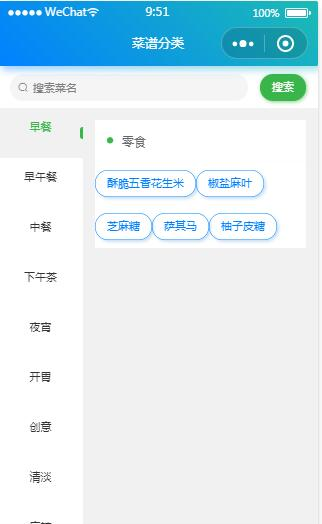 WeChat 9:51 100%
菜谱分类
搜索菜名 搜索
早餐
零食
早午餐
酥脆五香花生米 椒盐麻叶
中餐
芝麻糖 萨其马 柚子皮糖
下午茶
夜宵
开胃
创意
清淡